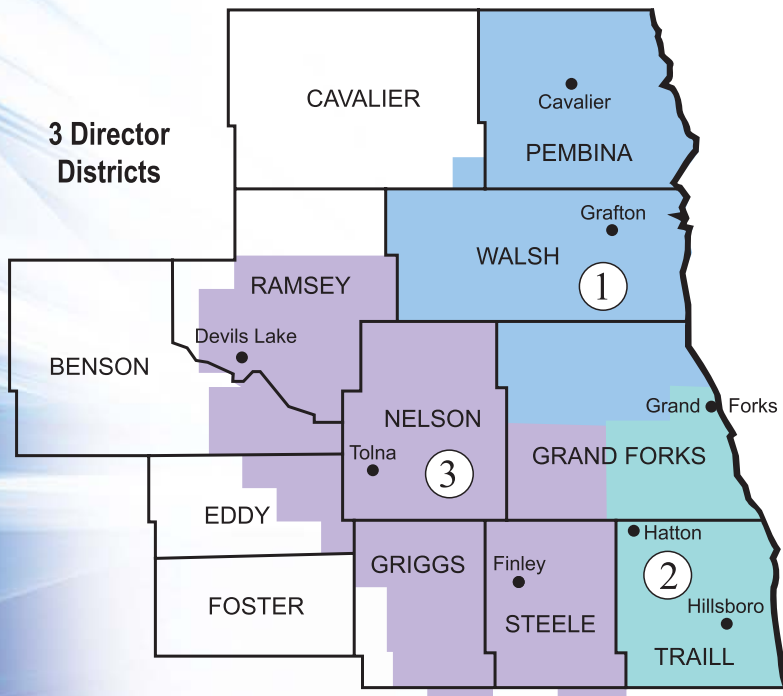 3 Director
Districts
CAVALIER
Cavalier
PEMBINA
Grafton
WALSH
1
RAMSEY
Devils Lake
BENSON
NELSON
Grand Forks
Tolna
3
GRAND FORKS
EDDY
Hatton
GRIGGS
Finley
2
FOSTER
Hillsboro
STEELE
TRAILL